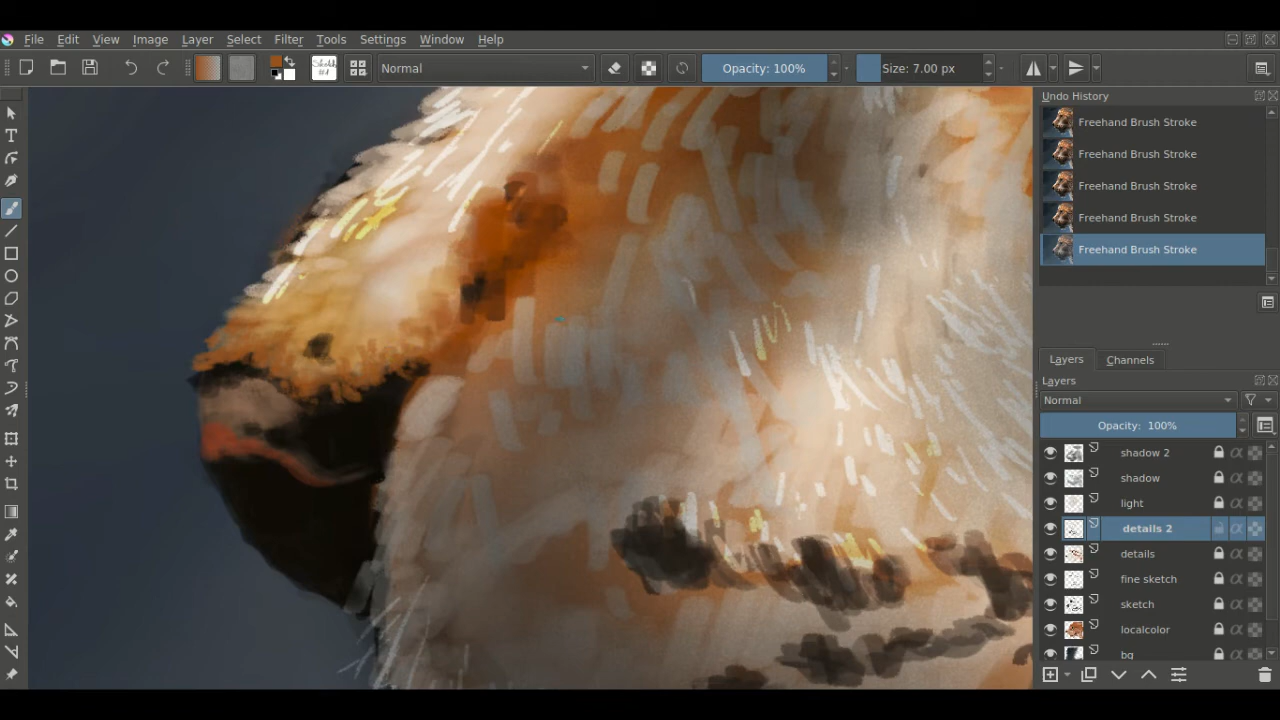 File Edit View Image Layer Select Filter Tools Settings Window Help
Normal Opacity: 100% Size: 7.00 px
Undo History
Freehand Brush Stroke
Freehand Brush Stroke
Freehand Brush Stroke
Freehand Brush Stroke
Freehand Brush Stroke
Layers Channels
Layers
Normal
Opacity: 100%
shadow 2
shadow
light
details 2
details
fine sketch
sketch
localcolor
bg